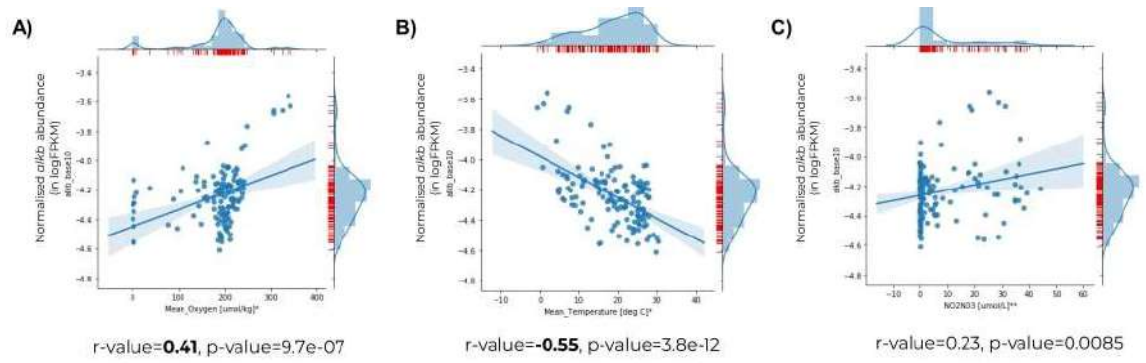 A)
B)
C)
Normalised alkb abundance
(in logFPKM)
alkb_base10
−3.4
−3.6
−3.8
−4.0
−4.2
−4.4
−4.6
−4.8
0
100
200
300
400
Mean_Oxygen [umol/kg]*
r-value=0.41, p-value=9.7e-07
Normalised alkb abundance
(in logFPKM)
alkb_base10
−3.4
−3.6
−3.8
−4.0
−4.2
−4.4
−4.6
−4.8
−10
0
10
20
30
40
Mean_Temperature [deg C]*
r-value=-0.55, p-value=3.8e-12
Normalised alkb abundance
(in logFPKM)
alkb_base10
−3.4
−3.6
−3.8
−4.0
−4.2
−4.4
−4.6
−4.8
−10
0
10
20
30
40
50
60
NO2NO3 [umol/L]**
r-value=0.23, p-value=0.0085